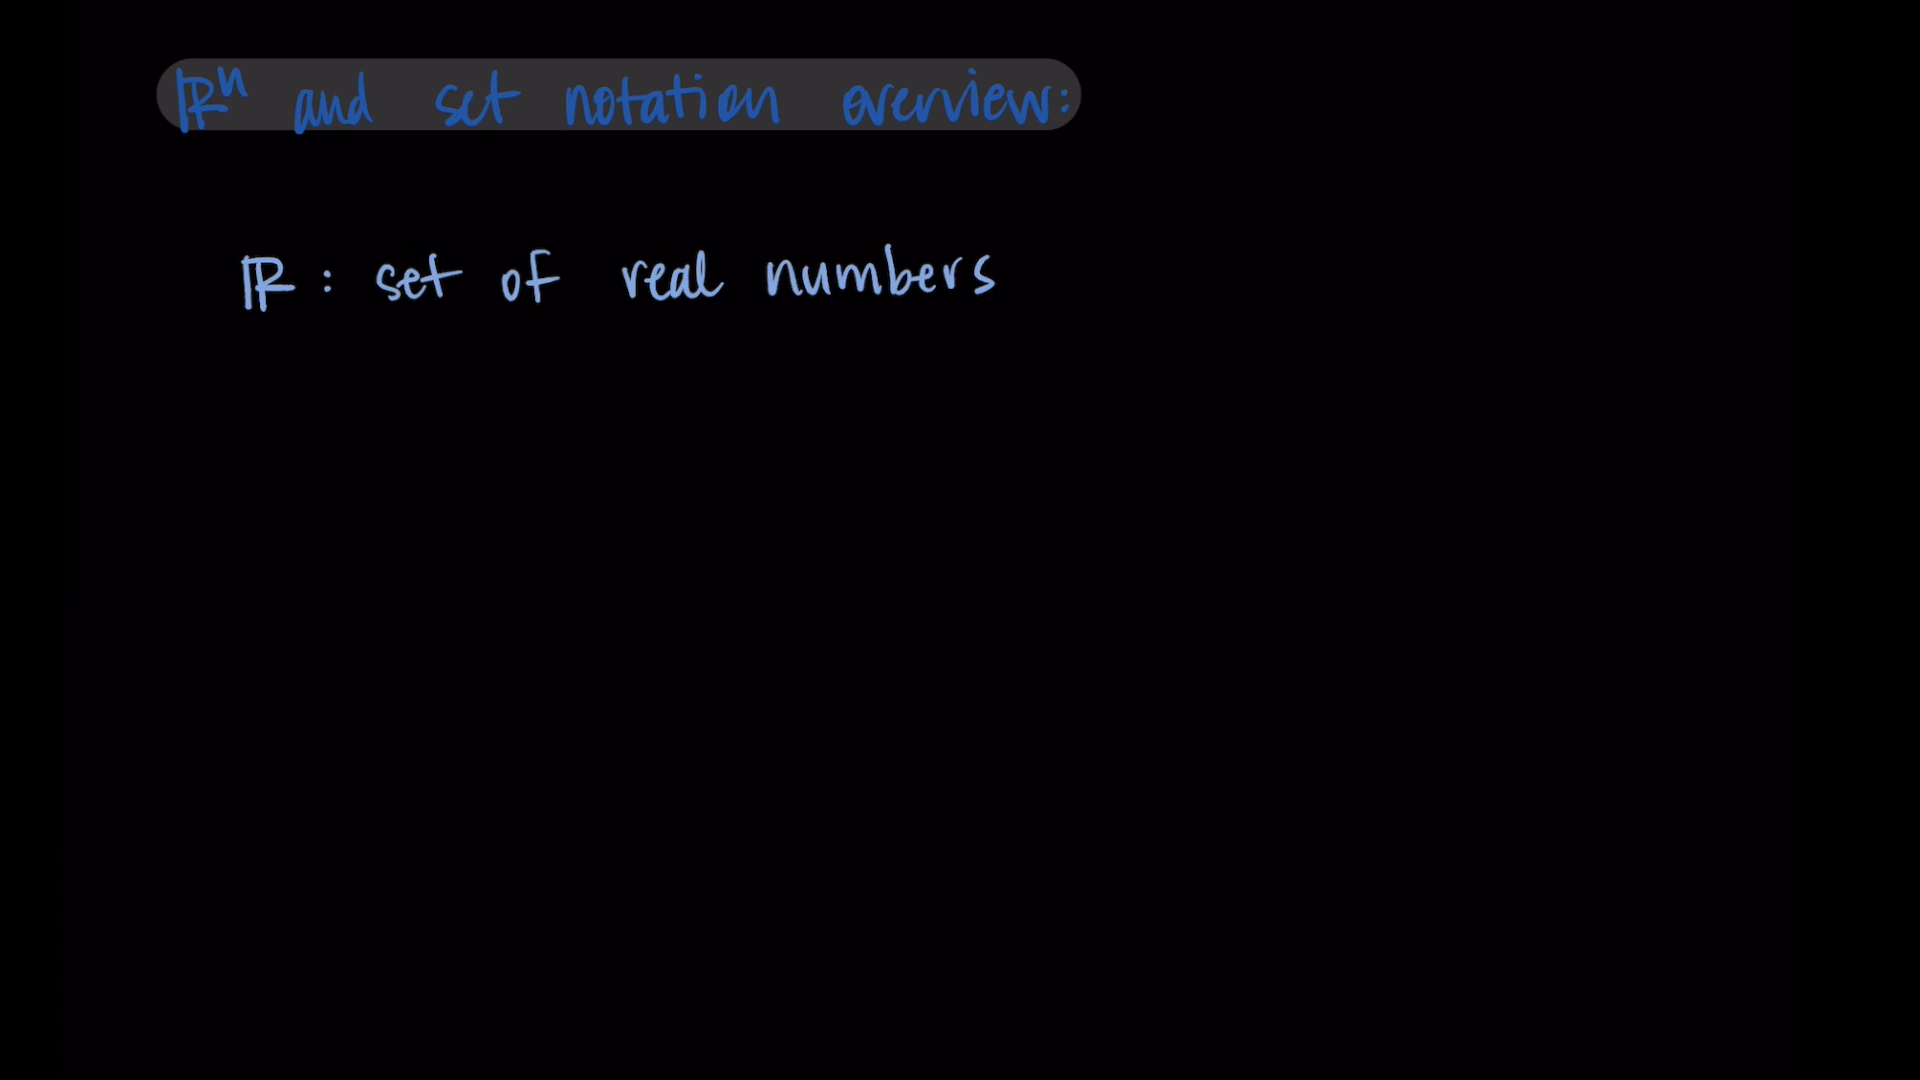 ℝⁿ and set notation overview:
ℝ : set of real numbers